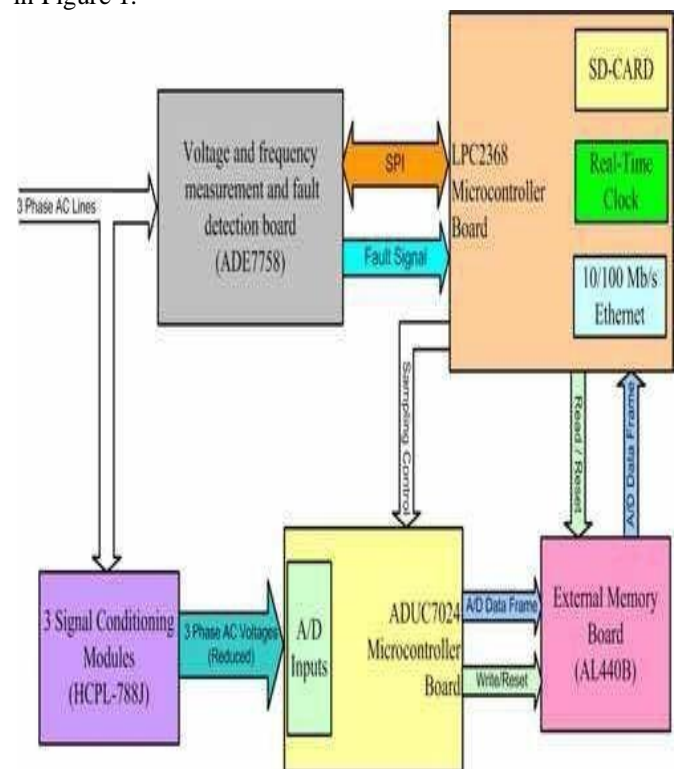 in Figure 1.
SD-CARD
Voltage and frequency
measurement and fault
detection board
(ADE7758)
SPI
LPC2368
Microcontroller
Board
Real-Time
Clock
3 Phase AC Lines
Fault Signal
10/100 Mb/s
Ethernet
Sampling Control
Read / Reset
A/D Data Frame
3 Signal Conditioning
Modules
(HCPL-788J)
3 Phase AC Voltages
(Reduced)
A/D
Inputs
ADUC7024
Microcontroller
Board
A/D Data Frame
Write/Reset
External Memory
Board
(AL440B)